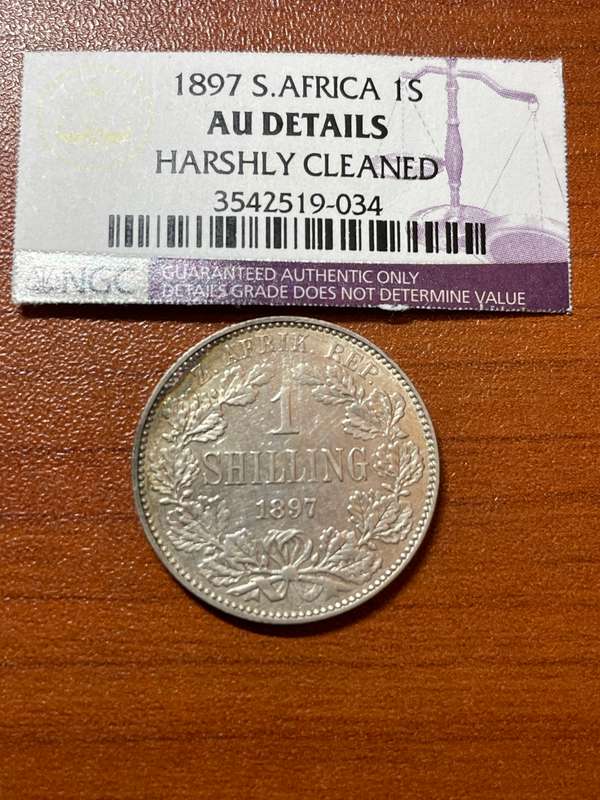 1897 S.AFRICA 1S
AU DETAILS
HARSHLY CLEANED
3542519-034
NGC
GUARANTEED AUTHENTIC ONLY
DETAILS GRADE DOES NOT DETERMINE VALUE
Z. AFRIK REP.
1
SHILLING
1897